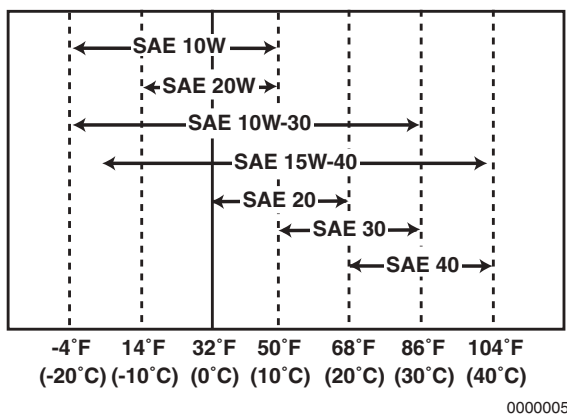 SAE 10W
SAE 20W
SAE 10W-30
SAE 15W-40
SAE 20
SAE 30
SAE 40
-4˚F 14˚F 32˚F 50˚F 68˚F 86˚F 104˚F
(-20˚C) (-10˚C) (0˚C) (10˚C) (20˚C) (30˚C) (40˚C)
0000005